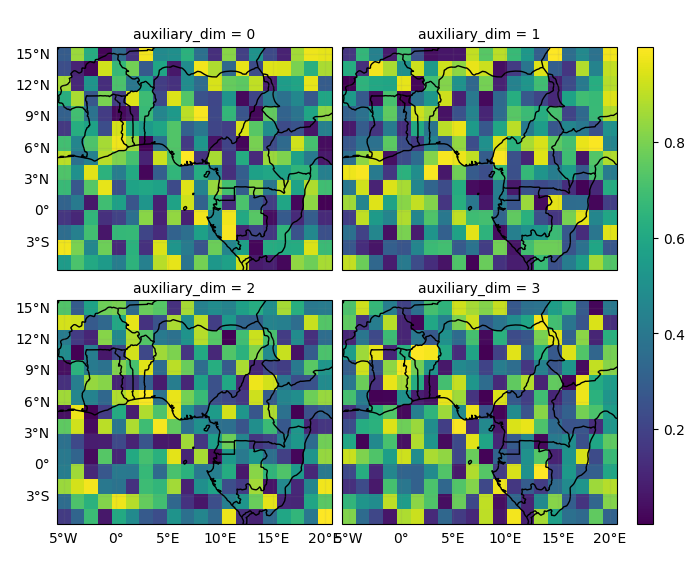 auxiliary_dim = 0
auxiliary_dim = 1
15°N
12°N
9°N
6°N
3°N
0°
3°S
0.8
0.6
0.4
0.2
auxiliary_dim = 2
auxiliary_dim = 3
15°N
12°N
9°N
6°N
3°N
0°
3°S
5°W 0° 5°E 10°E 15°E 20°E
5°W 0° 5°E 10°E 15°E 20°E